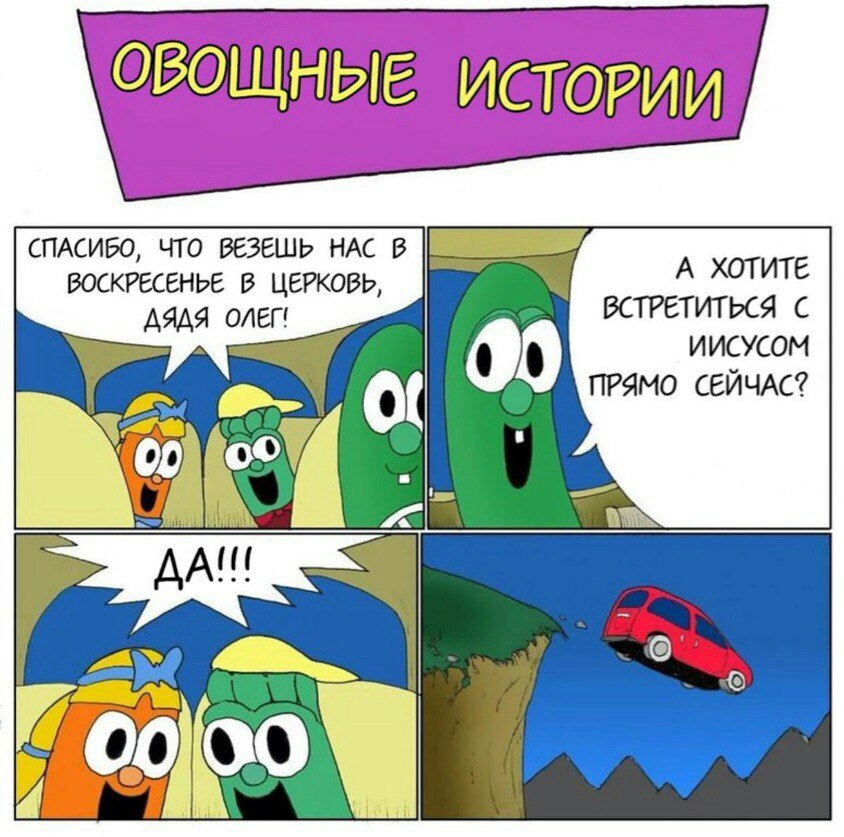 ОВОЩНЫЕ ИСТОРИИ
СПАСИБО, ЧТО ВЕЗЕШЬ НАС В
ВОСКРЕСЕНЬЕ В ЦЕРКОВЬ,
ДЯДЯ ОЛЕГ!
А ХОТИТЕ
ВСТРЕТИТЬСЯ С
ИИСУСОМ
ПРЯМО СЕЙЧАС?
ДА!!!